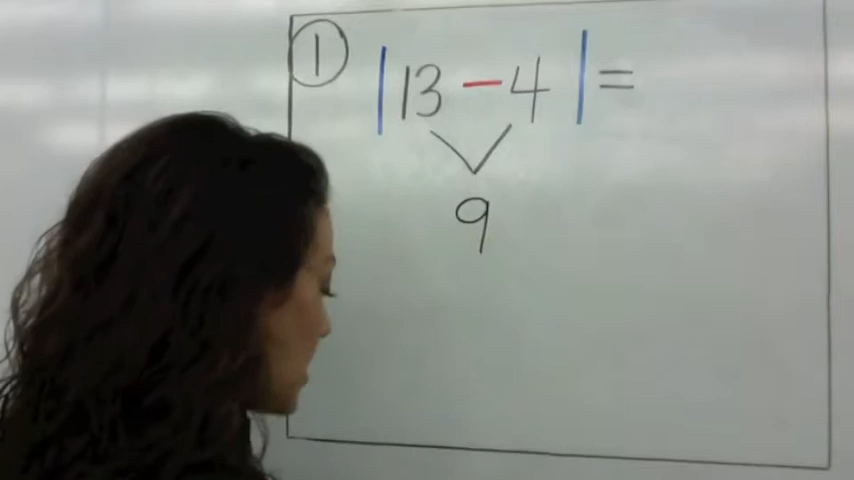 1 |13 - 4| =
9